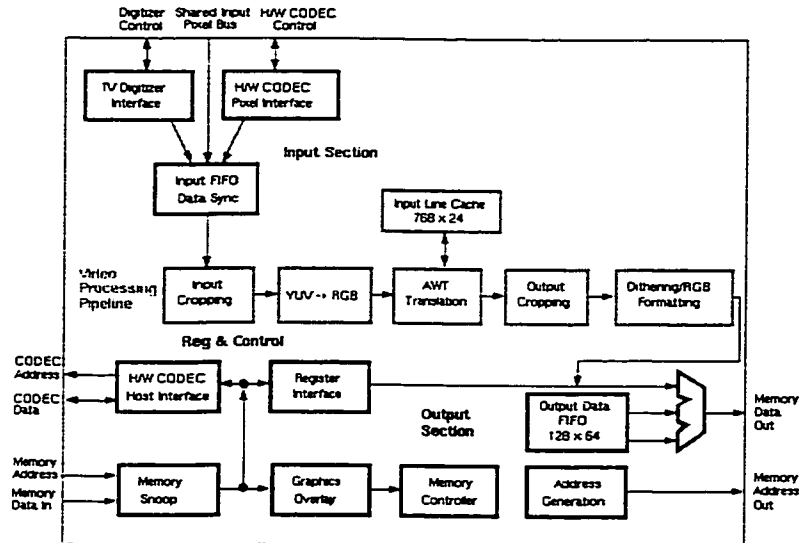 Digitizer
Control
Shared Input
Pixel Bus
H/W CODEC
Control
TV Digitizer
Interface
H/W CODEC
Pixel Interface
Input Section
Input FIFO
Data Sync
Input Line Cache
768 x 24
Video
Processing
Pipeline
Input
Cropping
YUV → RGB
AWT
Translation
Output
Cropping
Dithering/RGB
Formatting
Reg & Control
CODEC
Address
CODEC
Data
H/W CODEC
Host Interface
Register
Interface
Output
Section
Output Data
FIFO
128 x 64
Memory
Data
Out
Memory
Address
Memory
Data In
Memory
Snoop
Graphics
Overlay
Memory
Controller
Address
Generation
Memory
Address
Out